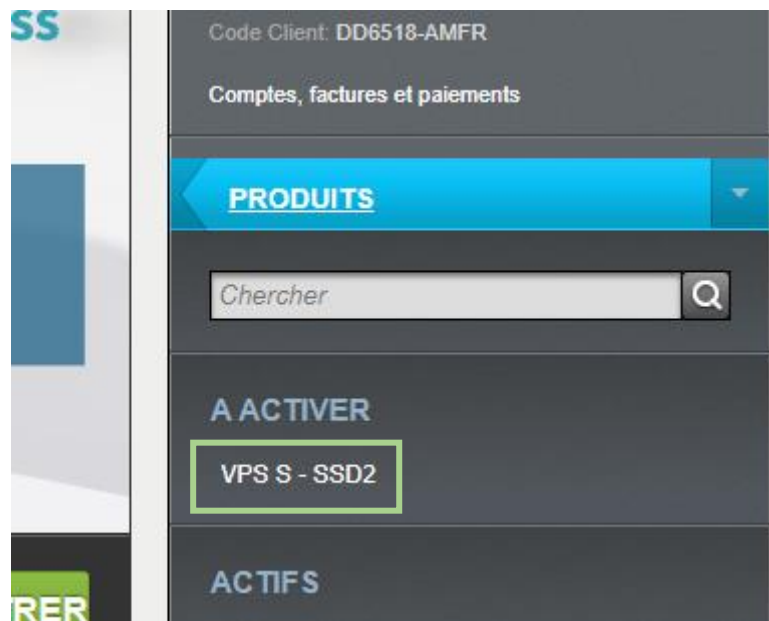 SS
Code Client: DD6518-AMFR
Comptes, factures et paiements
PRODUITS
Chercher
A ACTIVER
VPS S - SSD2
ACTIFS
RER